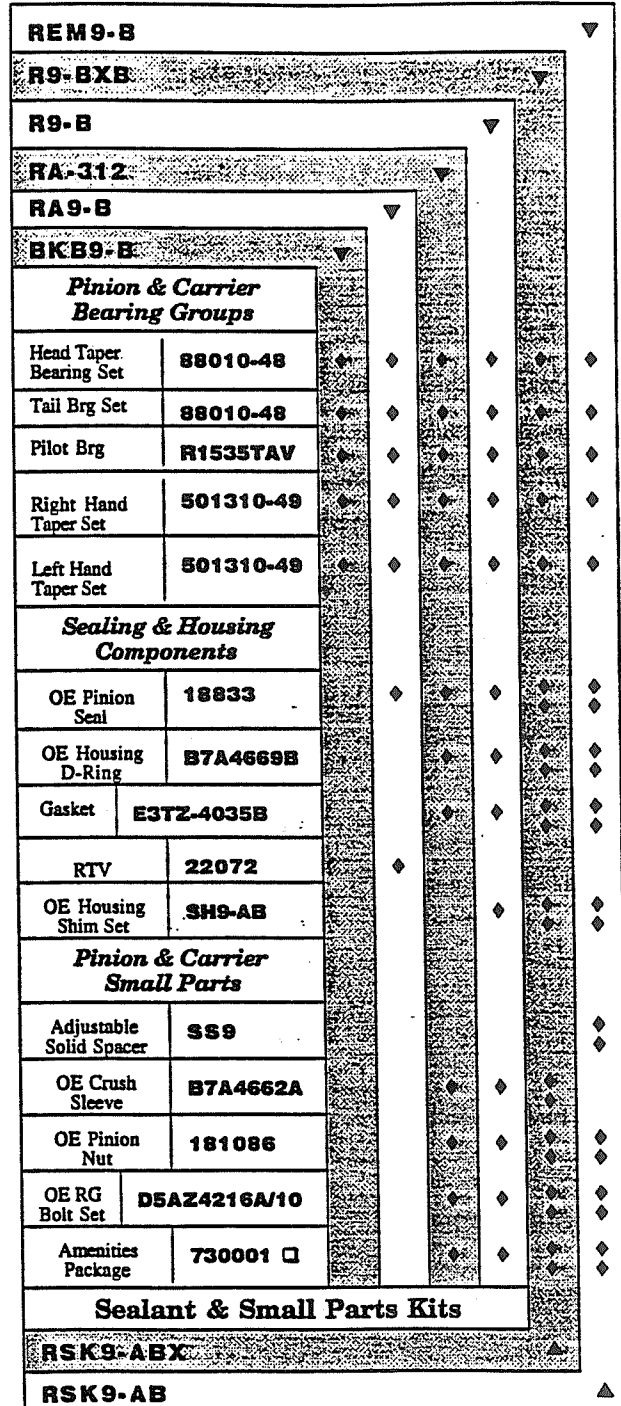 REM9-B
R9-BXB
R9-B
RA-312
RA9-B
BKB9-B
Pinion & Carrier
Bearing Groups
Head Taper
Bearing Set
88010-48
Tail Brg Set
88010-48
Pilot Brg
R1535TAV
Right Hand
Taper Set
501310-49
Left Hand
Taper Set
501310-49
Sealing & Housing
Components
OE Pinion
Seal
18833
OE Housing
D-Ring
B7A4669B
Gasket
E3TZ-4035B
RTV
22072
OE Housing
Shim Set
SH9-AB
Pinion & Carrier
Small Parts
Adjustable
Solid Spacer
SS9
OE Crush
Sleeve
B7A4662A
OE Pinion
Nut
181086
OE RG
Bolt Set
D5AZ4216A/10
Amenities
Package
730001 ❑
Sealant & Small Parts Kits
RSK9-ABX
RSK9-AB